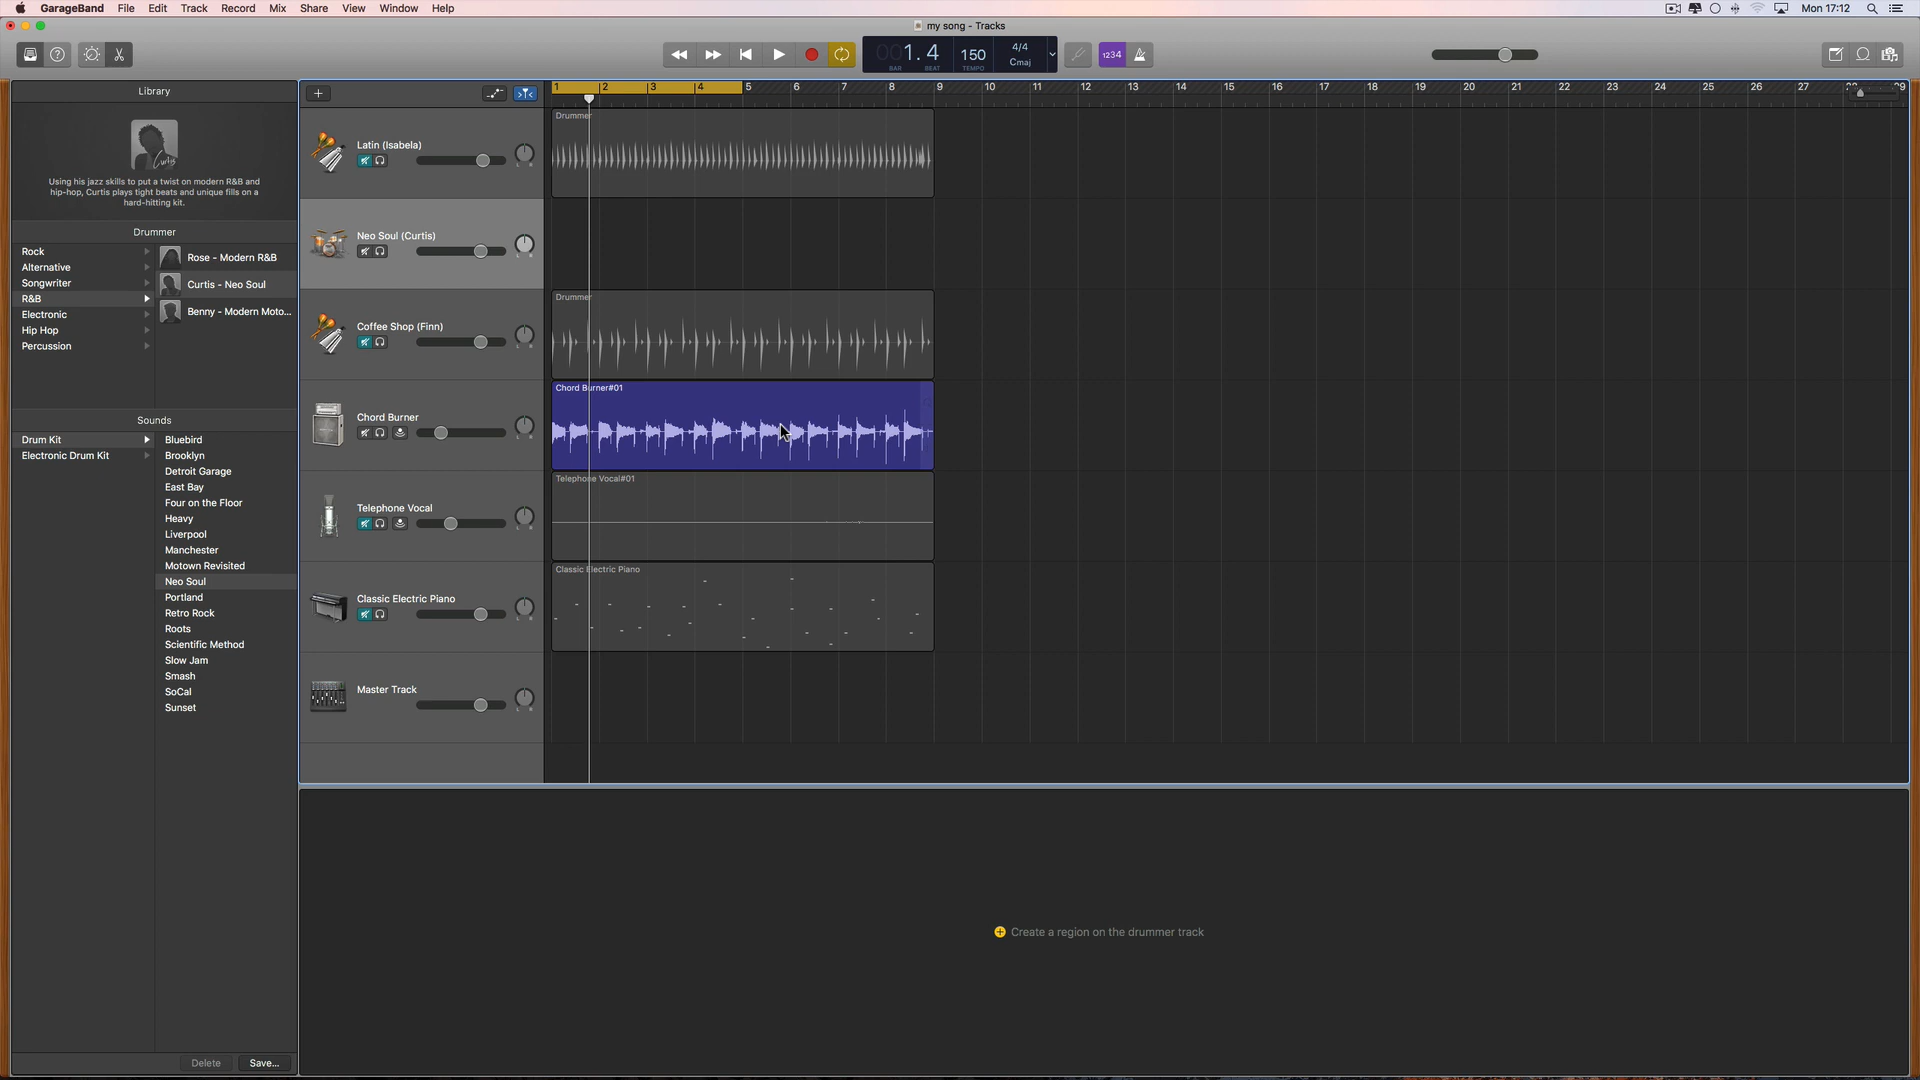 GarageBand File Edit Track Record Mix Share View Window Help
Mon 17:12
my song - Tracks
001.4
BAR BEAT
150
TEMPO
4/4
Cmaj
1234
Library
Curtis
Using his jazz skills to put a twist on modern R&B and
hip-hop, Curtis plays tight beats and unique fills on a
hard-hitting kit.
Drummer
Rock
Alternative
Songwriter
R&B
Electronic
Hip Hop
Percussion
Rose - Modern R&B
Curtis - Neo Soul
Benny - Modern Moto...
Sounds
Drum Kit
Electronic Drum Kit
Bluebird
Brooklyn
Detroit Garage
East Bay
Four on the Floor
Heavy
Liverpool
Manchester
Motown Revisited
Neo Soul
Portland
Retro Rock
Roots
Scientific Method
Slow Jam
Smash
SoCal
Sunset
Delete Save...
1 2 3 4 5 6 7 8 9 10 11 12 13 14 15 16 17 18 19 20 21 22 23 24 25 26 27
Latin (Isabela)
L R
Drummer
Neo Soul (Curtis)
L R
Coffee Shop (Finn)
L R
Drummer
Chord Burner
L R
Chord Burner#01
Telephone Vocal
L R
Telephone Vocal#01
Classic Electric Piano
L R
Classic Electric Piano
Master Track
L R
Create a region on the drummer track